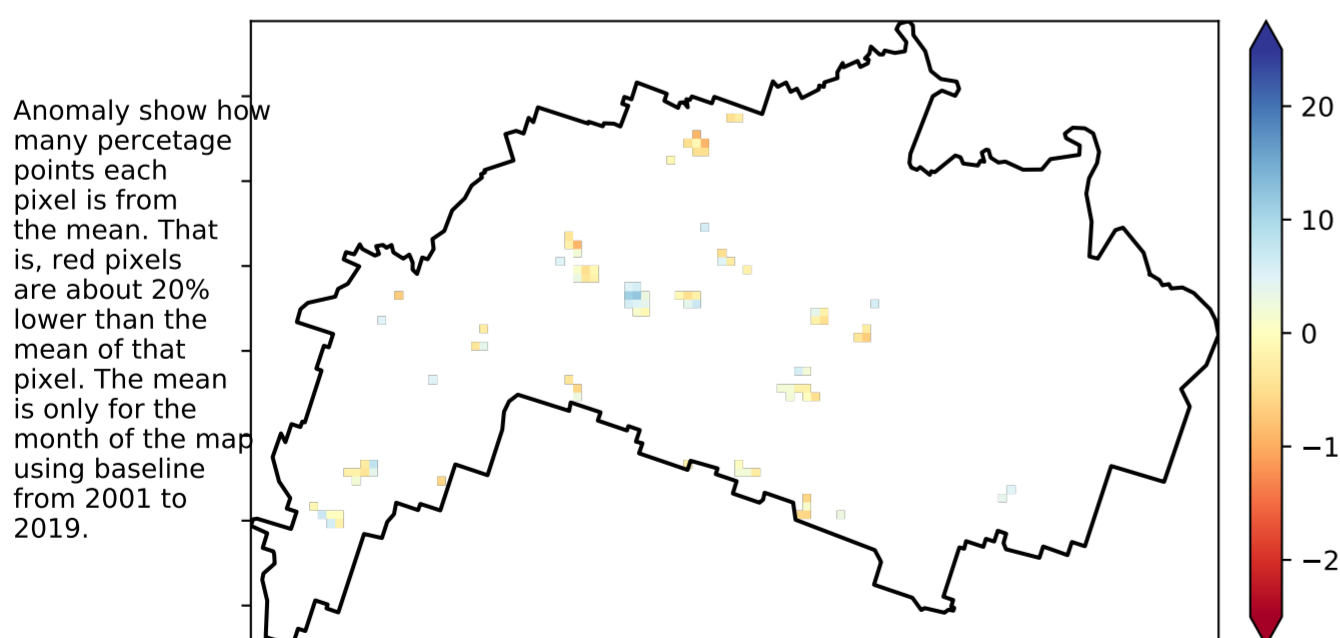 Anomaly show how
many percetage
points each
pixel is from
the mean. That
is, red pixels
are about 20%
lower than the
mean of that
pixel. The mean
is only for the
month of the map
using baseline
from 2001 to
2019.
20
10
0
−1
−2